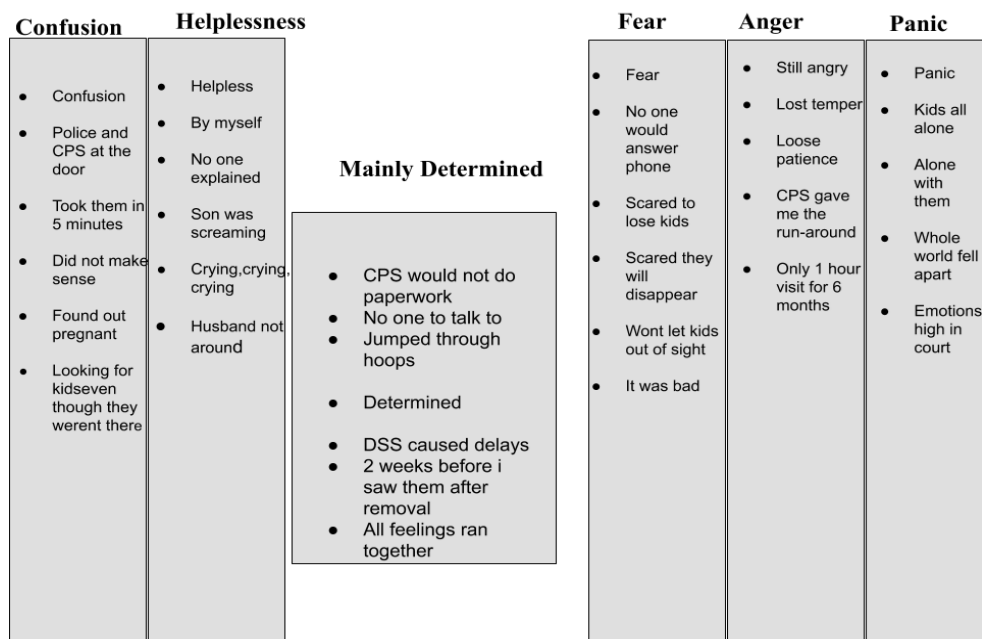 Confusion
• Confusion
• Police and
CPS at the
door
• Took them in
5 minutes
• Did not make
sense
• Found out
pregnant
• Looking for
kidseven
though they
werent there
Helplessness
• Helpless
• By myself
• No one
explained
• Son was
screaming
• Crying,crying,
crying
• Husband not
around
Mainly Determined
• CPS would not do
paperwork
• No one to talk to
• Jumped through
hoops
• Determined
• DSS caused delays
• 2 weeks before i
saw them after
removal
• All feelings ran
together
Fear
• Fear
• No one
would
answer
phone
• Scared to
lose kids
• Scared they
will
disappear
• Wont let kids
out of sight
• It was bad
Anger
• Still angry
• Lost temper
• Loose
patience
• CPS gave
me the
run-around
• Only 1 hour
visit for 6
months
Panic
• Panic
• Kids all
alone
• Alone
with
them
• Whole
world fell
apart
• Emotions
high in
court